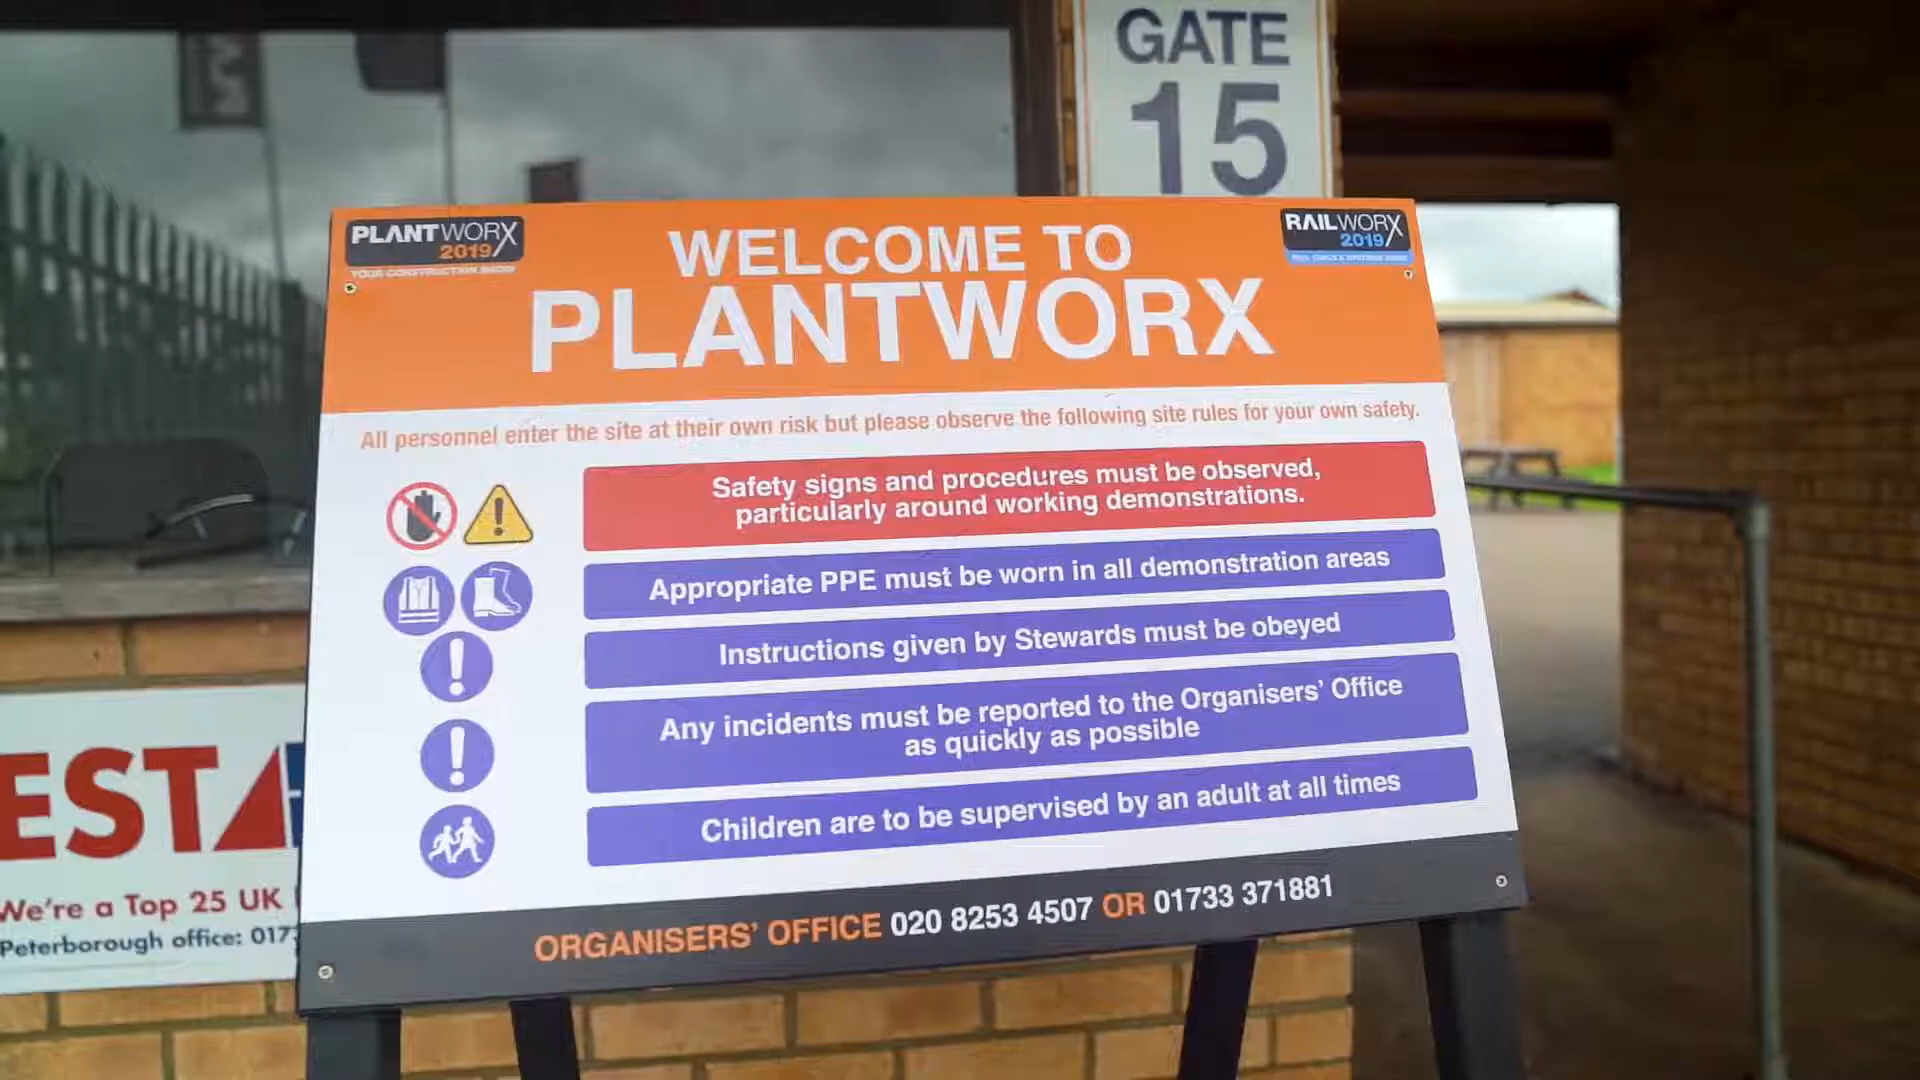 GATE
15
PLANTWORX
2019
YOUR CONSTRUCTION SHOW
RAILWORX
2019
WELCOME TO
PLANTWORX
All personnel enter the site at their own risk but please observe the following site rules for your own safety.
Safety signs and procedures must be observed,
particularly around working demonstrations.
Appropriate PPE must be worn in all demonstration areas
Instructions given by Stewards must be obeyed
Any incidents must be reported to the Organisers’ Office
as quickly as possible
Children are to be supervised by an adult at all times
ORGANISERS’ OFFICE 020 8253 4507 OR 01733 371881
EST
We're a Top 25 UK
Peterborough office: 0173